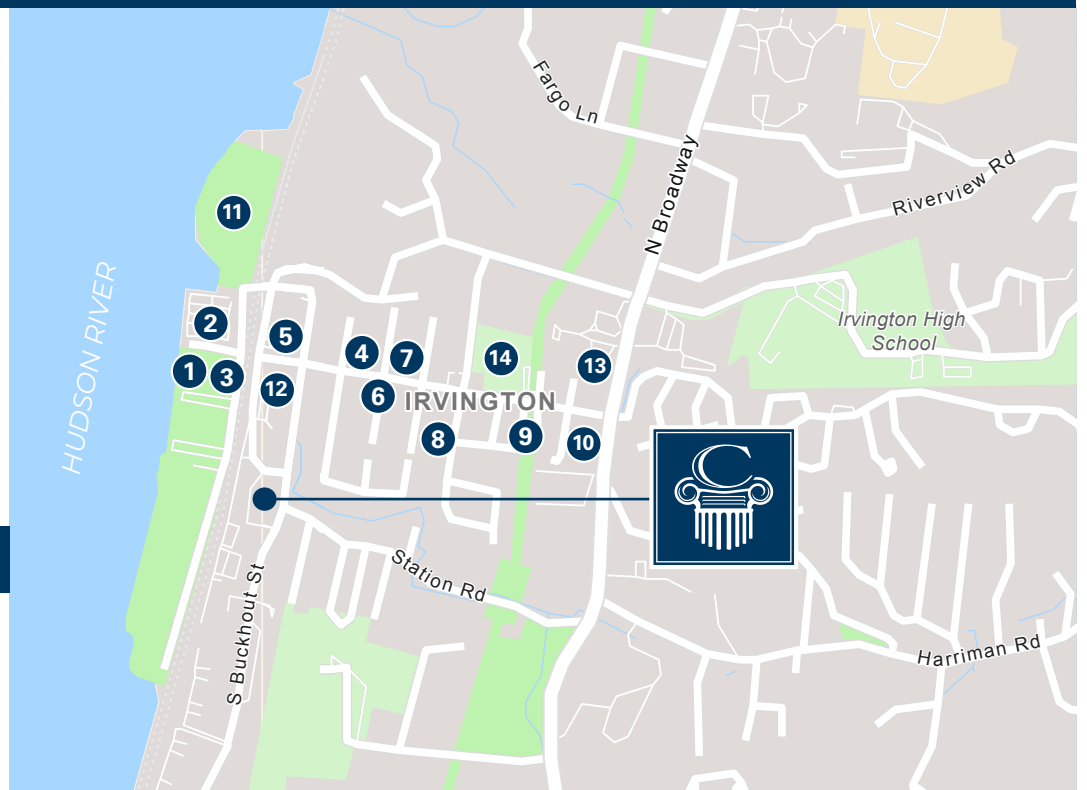 Fargo Ln
N Broadway
Riverview Rd
11
HUDSON RIVER
2
5
Irvington High
School
4
7
14
13
1
3
12
6
IRVINGTON
8
9
10
C
Station Rd
S Buckhout St
Harriman Rd